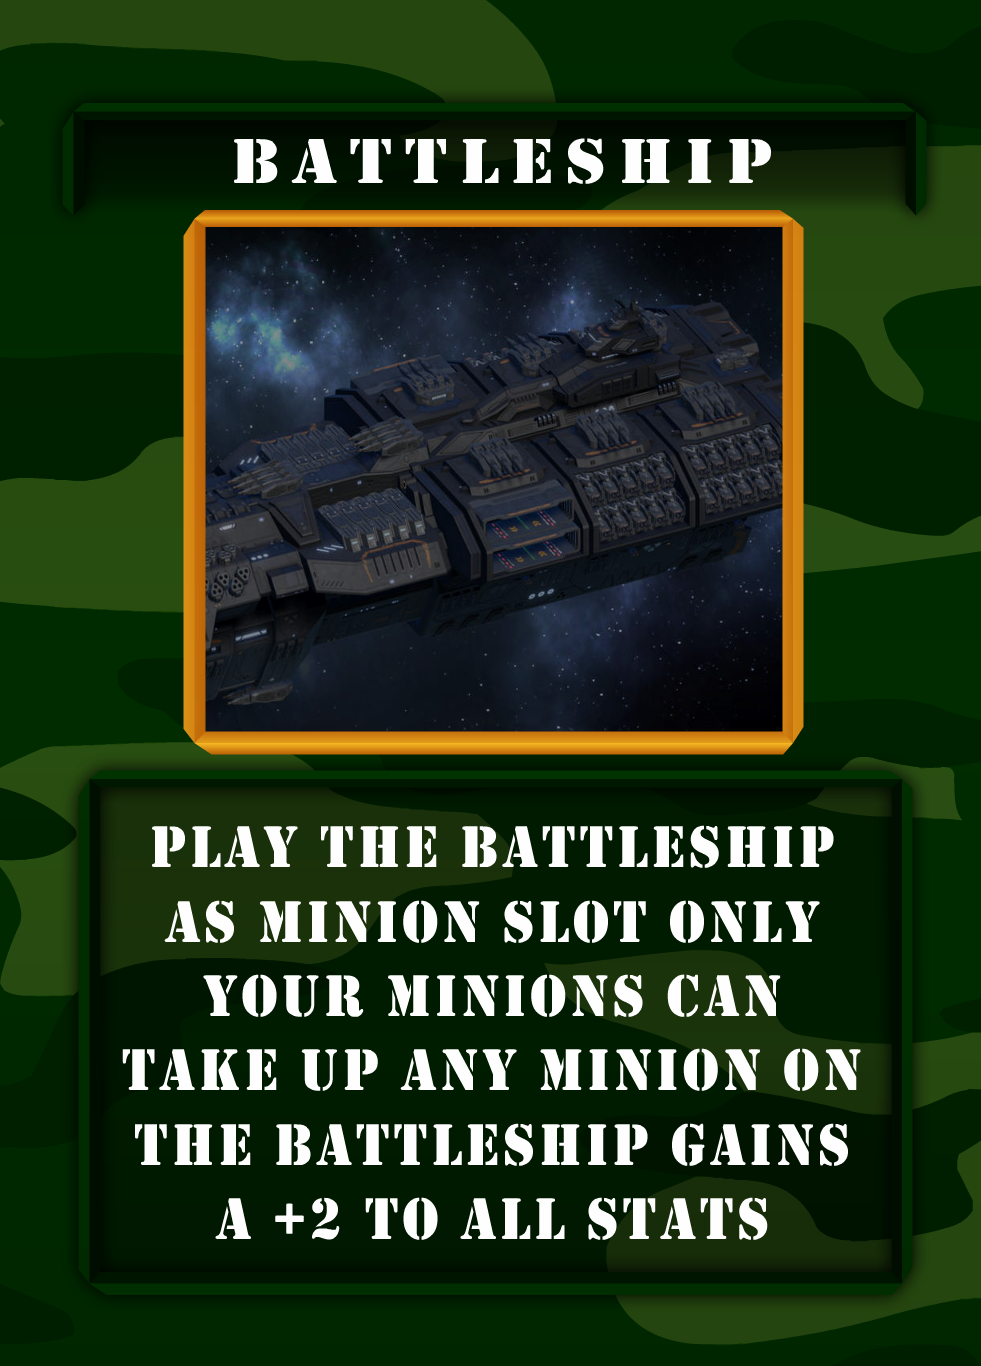 BATTLESHIP
PLAY THE BATTLESHIP
AS MINION SLOT ONLY
YOUR MINIONS CAN
TAKE UP ANY MINION ON
THE BATTLESHIP GAINS
A +2 TO ALL STATS